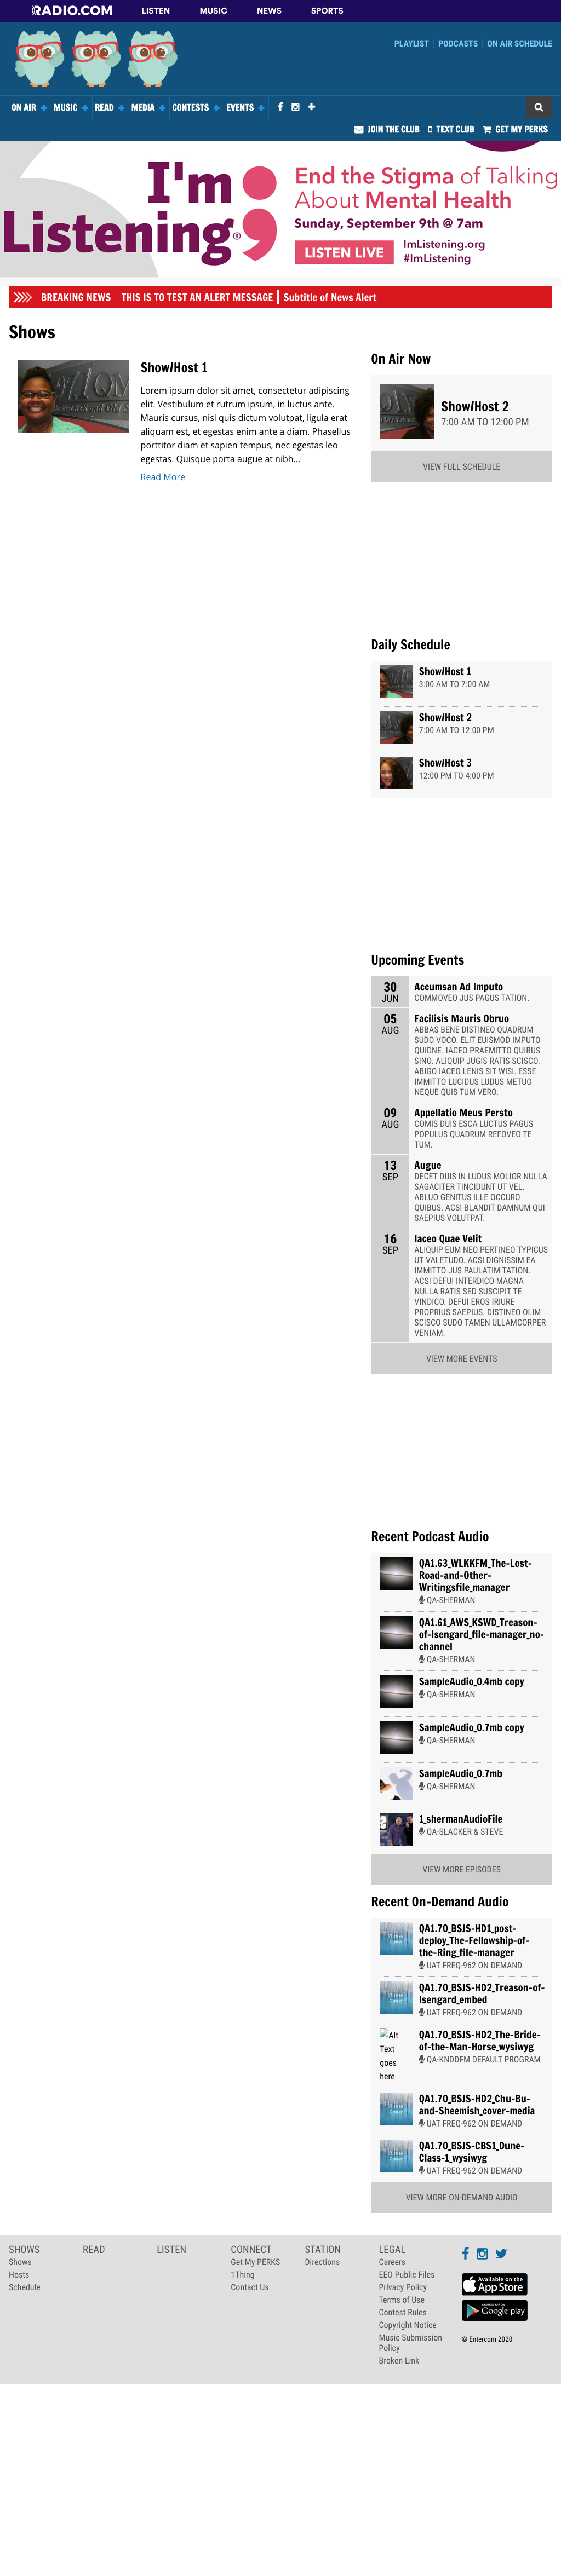 RADIO.COM LISTEN MUSIC NEWS SPORTS
PLAYLIST PODCASTS ON AIR SCHEDULE
ON AIR MUSIC READ MEDIA CONTESTS EVENTS
JOIN THE CLUB TEXT CLUB GET MY PERKS
I'm
Listening®
End the Stigma of Talking
About Mental Health
Sunday, September 9th @ 7am
LISTEN LIVE
ImListening.org
#ImListening
BREAKING NEWS THIS IS TO TEST AN ALERT MESSAGE | Subtitle of News Alert
Shows
Show/Host 1
Lorem ipsum dolor sit amet, consectetur adipiscing
elit. Vestibulum et rutrum ipsum, in luctus ante.
Mauris cursus, nisl quis dictum volutpat, ligula erat
aliquam est, et egestas enim ante a diam. Phasellus
porttitor diam et sapien tempus, nec egestas leo
egestas. Quisque porta augue at nibh...
Read More
On Air Now
Show/Host 2
7:00 AM TO 12:00 PM
VIEW FULL SCHEDULE
Daily Schedule
Show/Host 1
3:00 AM TO 7:00 AM
Show/Host 2
7:00 AM TO 12:00 PM
Show/Host 3
12:00 PM TO 4:00 PM
Upcoming Events
30
JUN
Accumsan Ad Imputo
COMMOVEO JUS PAGUS TATION.
05
AUG
Facilisis Mauris Obruo
ABBAS BENE DISTINEO QUADRUM
SUDO VOCO. ELIT EUISMOD IMPUTO
QUIDNE. IACEO PRAEMITTO QUIBUS
SINO. ALIQUIP JUGIS RATIS SCISCO.
ABIGO IACEO LENIS SIT WISI. ESSE
IMMITTO LUCIDUS LUDUS METUO
NEQUE QUIS TUM VERO.
09
AUG
Appellatio Meus Persto
COMIS DUIS ESCA LUCTUS PAGUS
POPULUS QUADRUM REFOVEO TE
TUM.
13
SEP
Augue
DECET DUIS IN LUDUS MOLIOR NULLA
SAGACITER TINCIDUNT UT VEL.
ABLUO GENITUS ILLE OCCURO
QUIBUS. ACSI BLANDIT DAMNUM QUI
SAEPIUS VOLUTPAT.
16
SEP
Iaceo Quae Velit
ALIQUIP EUM NEO PERTINEO TYPICUS
UT VALETUDO. ACSI DIGNISSIM EA
IMMITTO JUS PAULATIM TATION.
ACSI DEFUI INTERDICO MAGNA
NULLA RATIS SED SUSCIPIT TE
VINDICO. DEFUI EROS IRIURE
PROPRIUS SAEPIUS. DISTINEO OLIM
SCISCO SUDO TAMEN ULLAMCORPER
VENIAM.
VIEW MORE EVENTS
Recent Podcast Audio
QA1.63_WLKKFM_The-Lost-
Road-and-Other-
Writingsfile_manager
QA-SHERMAN
QA1.61_AWS_KSWD_Treason-
of-Isengard_file-manager_no-
channel
QA-SHERMAN
SampleAudio_0.4mb copy
QA-SHERMAN
SampleAudio_0.7mb copy
QA-SHERMAN
SampleAudio_0.7mb
QA-SHERMAN
1_shermanAudioFile
QA-SLACKER & STEVE
VIEW MORE EPISODES
Recent On-Demand Audio
QA1.70_BSJS-HD1_post-
deploy_The-Fellowship-of-
the-Ring_file-manager
UAT FREQ-962 ON DEMAND
QA1.70_BSJS-HD2_Treason-of-
Isengard_embed
UAT FREQ-962 ON DEMAND
Alt
Text
goes
here
QA1.70_BSJS-HD2_The-Bride-
of-the-Man-Horse_wysiwyg
QA-KNDDFM DEFAULT PROGRAM
QA1.70_BSJS-HD2_Chu-Bu-
and-Sheemish_cover-media
UAT FREQ-962 ON DEMAND
QA1.70_BSJS-CBS1_Dune-
Class-1_wysiwyg
UAT FREQ-962 ON DEMAND
VIEW MORE ON-DEMAND AUDIO
SHOWS
Shows
Hosts
Schedule
READ
LISTEN
CONNECT
Get My PERKS
1Thing
Contact Us
STATION
Directions
LEGAL
Careers
EEO Public Files
Privacy Policy
Terms of Use
Contest Rules
Copyright Notice
Music Submission
Policy
Broken Link
Available on the
App Store
ANDROID APP ON
Google play
© Entercom 2020